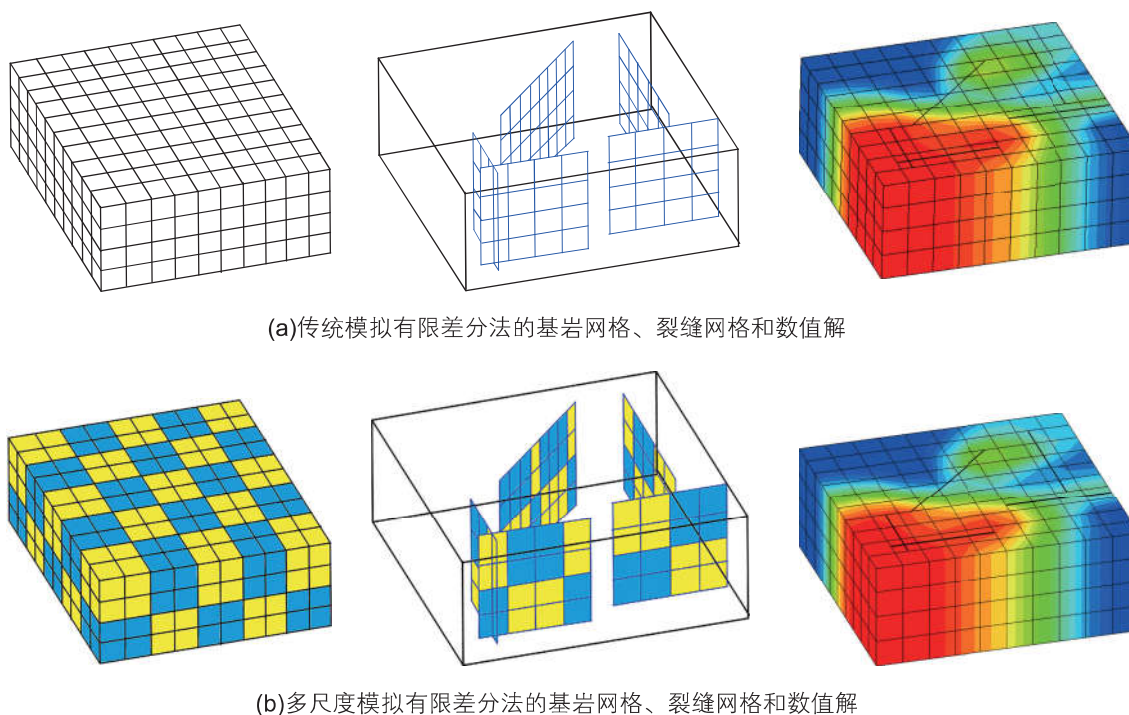 (a)传统模拟有限差分法的基岩网格、裂缝网格和数值解
(b)多尺度模拟有限差分法的基岩网格、裂缝网格和数值解